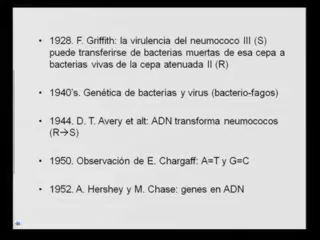 • 1928. F. Griffith: la virulencia del neumococo III (S)
puede transferirse de bacterias muertas de esa cepa a
bacterias vivas de la cepa atenuada II (R)
• 1940's. Genética de bacterias y virus (bacterio-fagos)
• 1944. D. T. Avery et alt: ADN transforma neumococos
(R→S)
• 1950. Observación de E. Chargaff: A=T y G=C
• 1952. A. Hershey y M. Chase: genes en ADN